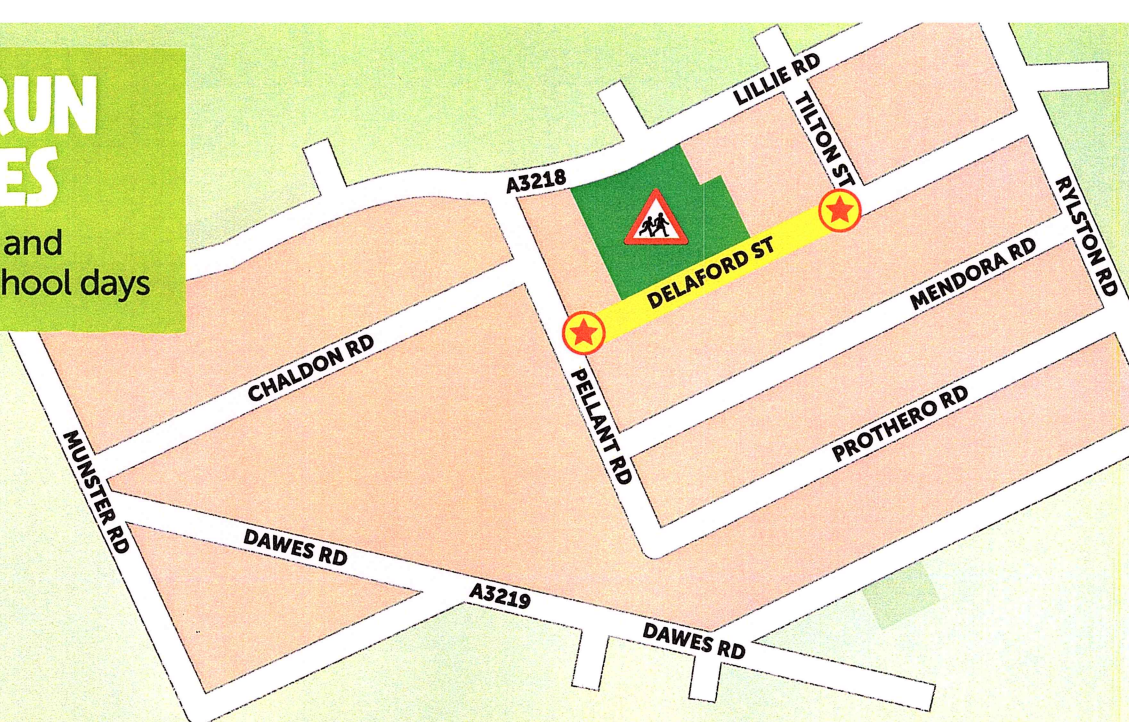 RUN
ES
and
hool days
LILLIE RD
TILTON ST
A3218
RYLSTON RD
DELAFORD ST
MENDORA RD
CHALDON RD
PELLANT RD
PROTHERO RD
MUNSTER RD
DAWES RD
A3219
DAWES RD